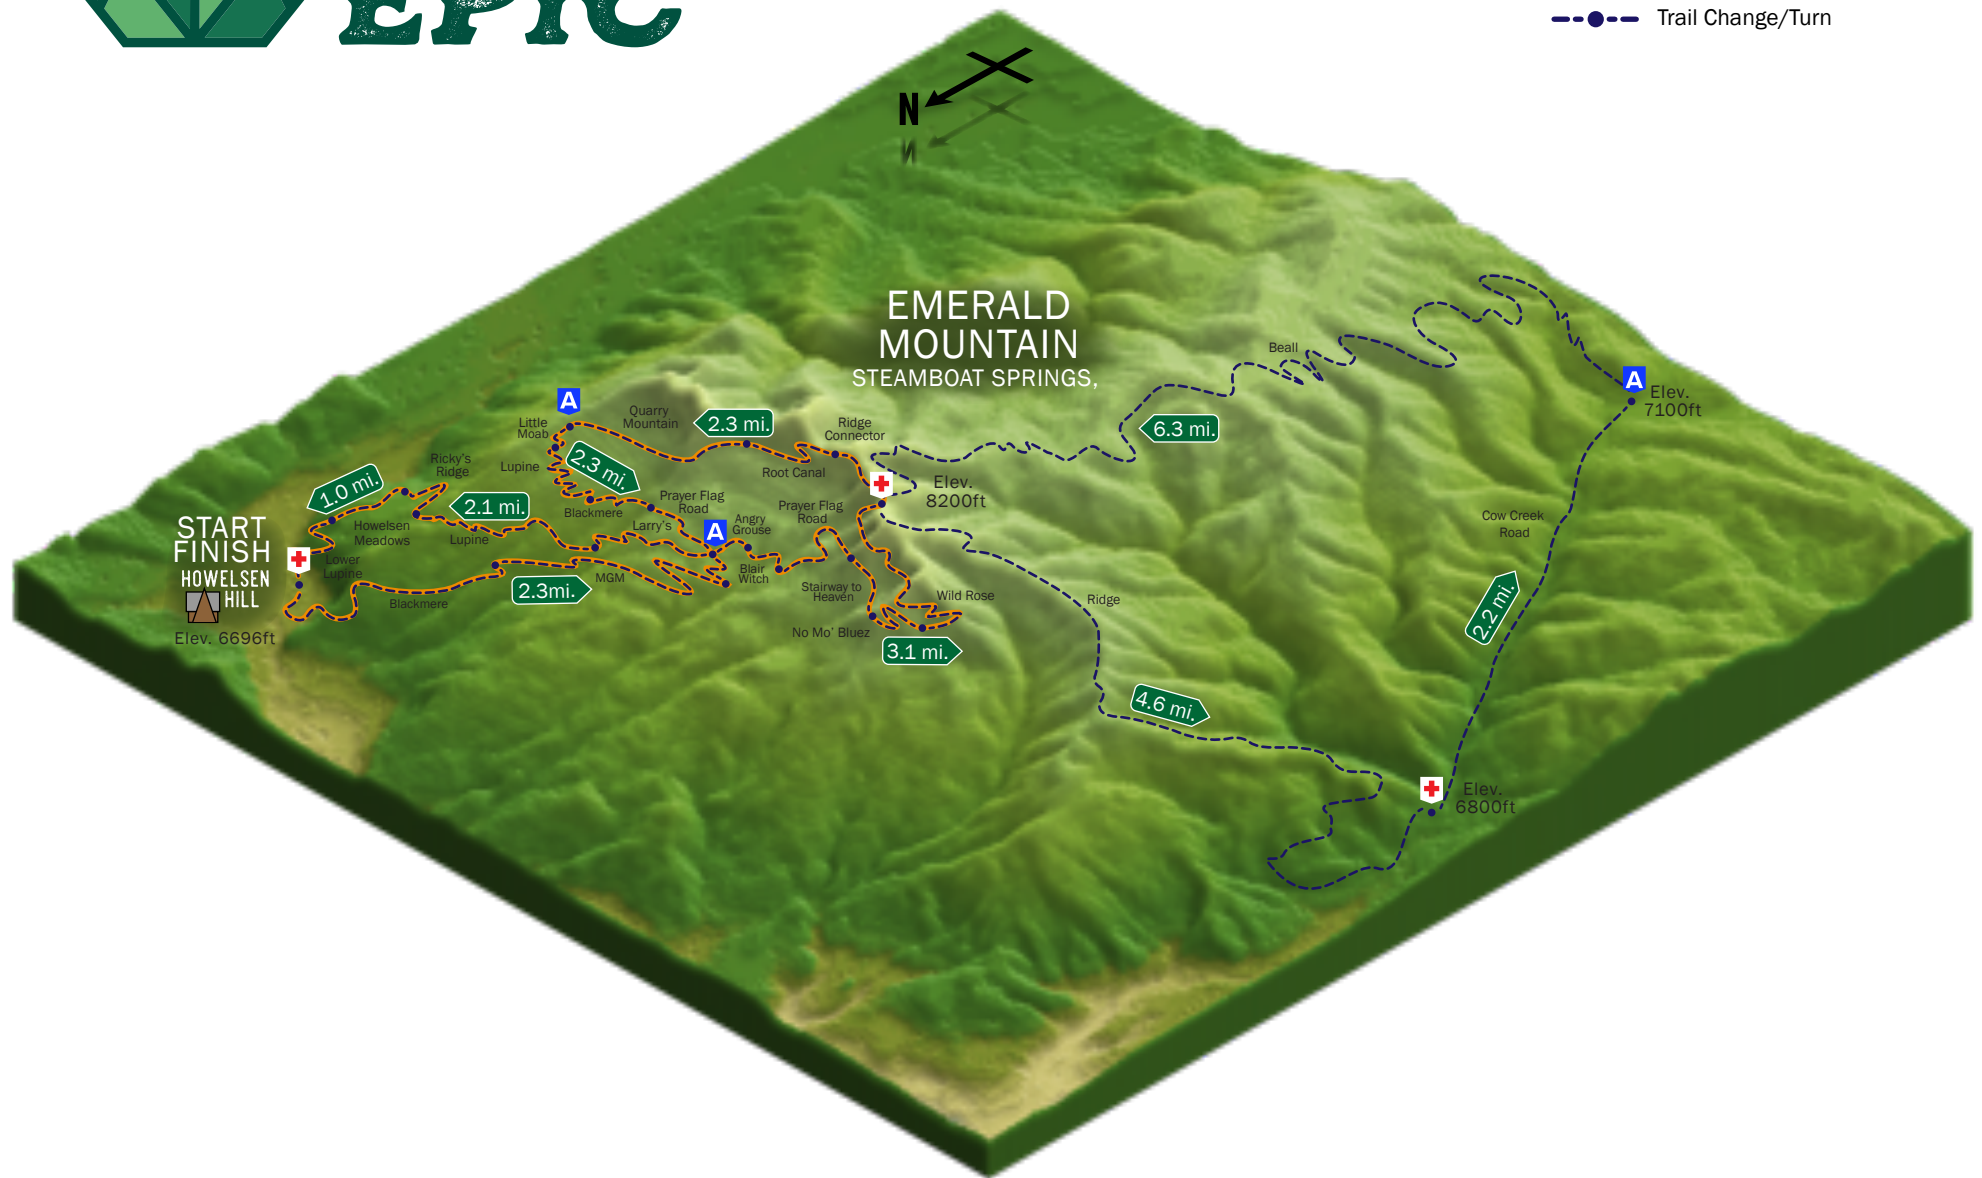 EPIC
Trail Change/Turn
N
EMERALD
MOUNTAIN
STEAMBOAT SPRINGS,
Beall
A
Elev.
7100ft
6.3 mi.
A
Little
Moab
Quarry
Mountain
2.3 mi.
Ridge
Connector
Root Canal
Elev.
8200ft
Lupine
2.3 mi.
Blackmere
Prayer Flag
Road
Larry's
A
Angry
Grouse
Prayer Flag
Road
Ricky's
Ridge
1.0 mi.
2.1 mi.
Howelsen
Meadows
Lupine
START
FINISH
HOWELSEN
HILL
Elev. 6696ft
Lower
Lupine
Blackmere
2.3mi.
MGM
Blair
Witch
Stairway to
Heaven
Wild Rose
No Mo' Bluez
3.1 mi.
Ridge
4.6 mi.
Cow Creek
Road
2.2 mi.
Elev.
6800ft